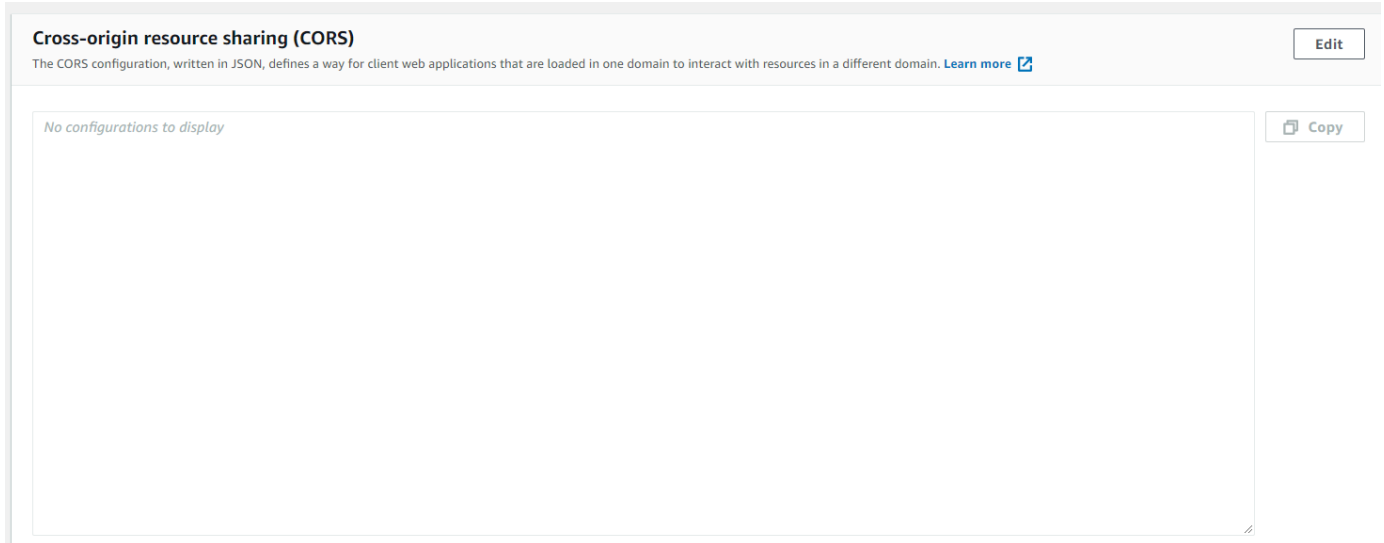 Cross-origin resource sharing (CORS)
Edit
The CORS configuration, written in JSON, defines a way for client web applications that are loaded in one domain to interact with resources in a different domain. Learn more
No configurations to display
Copy